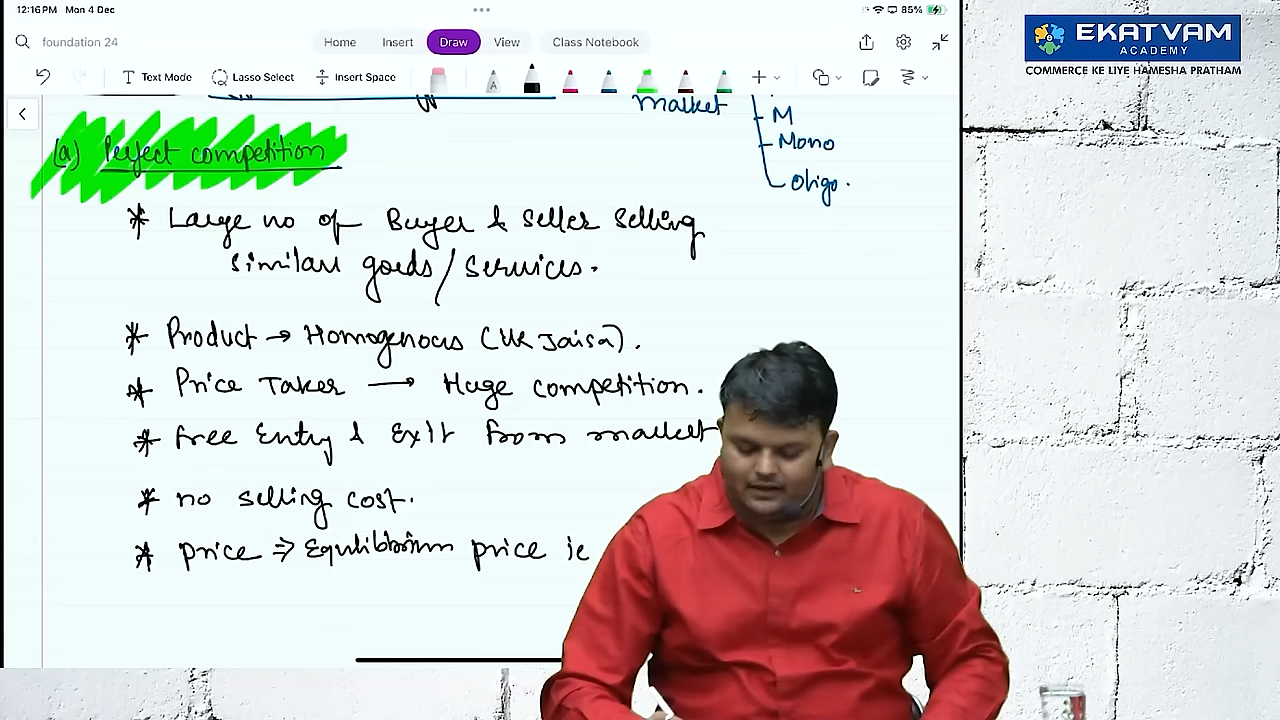 12:16 PM Mon 4 Dec
85%
EKATVAM
ACADEMY
COMMERCE KE LIYE HAMESHA PRATHAM
foundation 24
Home Insert Draw View Class Notebook
Text Mode Lasso Select Insert Space
market
M
Mono
Oligo.
(a) Perfect competition
* Large no of Buyer & seller selling
similar goods/services.
* Product → Homogenous (Uk Jaisa).
* Price Taker → Huge competition.
* free Entry & Exit from market
* no selling cost.
* price ⇒ Equilibrium price ie